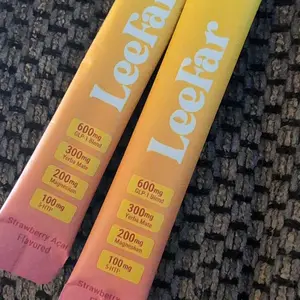 LeeFar
600mg
GLP-1 Blend
300mg
Yerba Mate
200mg
Magnesium
100mg
5-HTP
Strawberry Acai
Flavored
LeeFar
600mg
GLP-1 Blend
300mg
Yerba Mate
200mg
Magnesium
100mg
5-HTP
Strawberry Acai